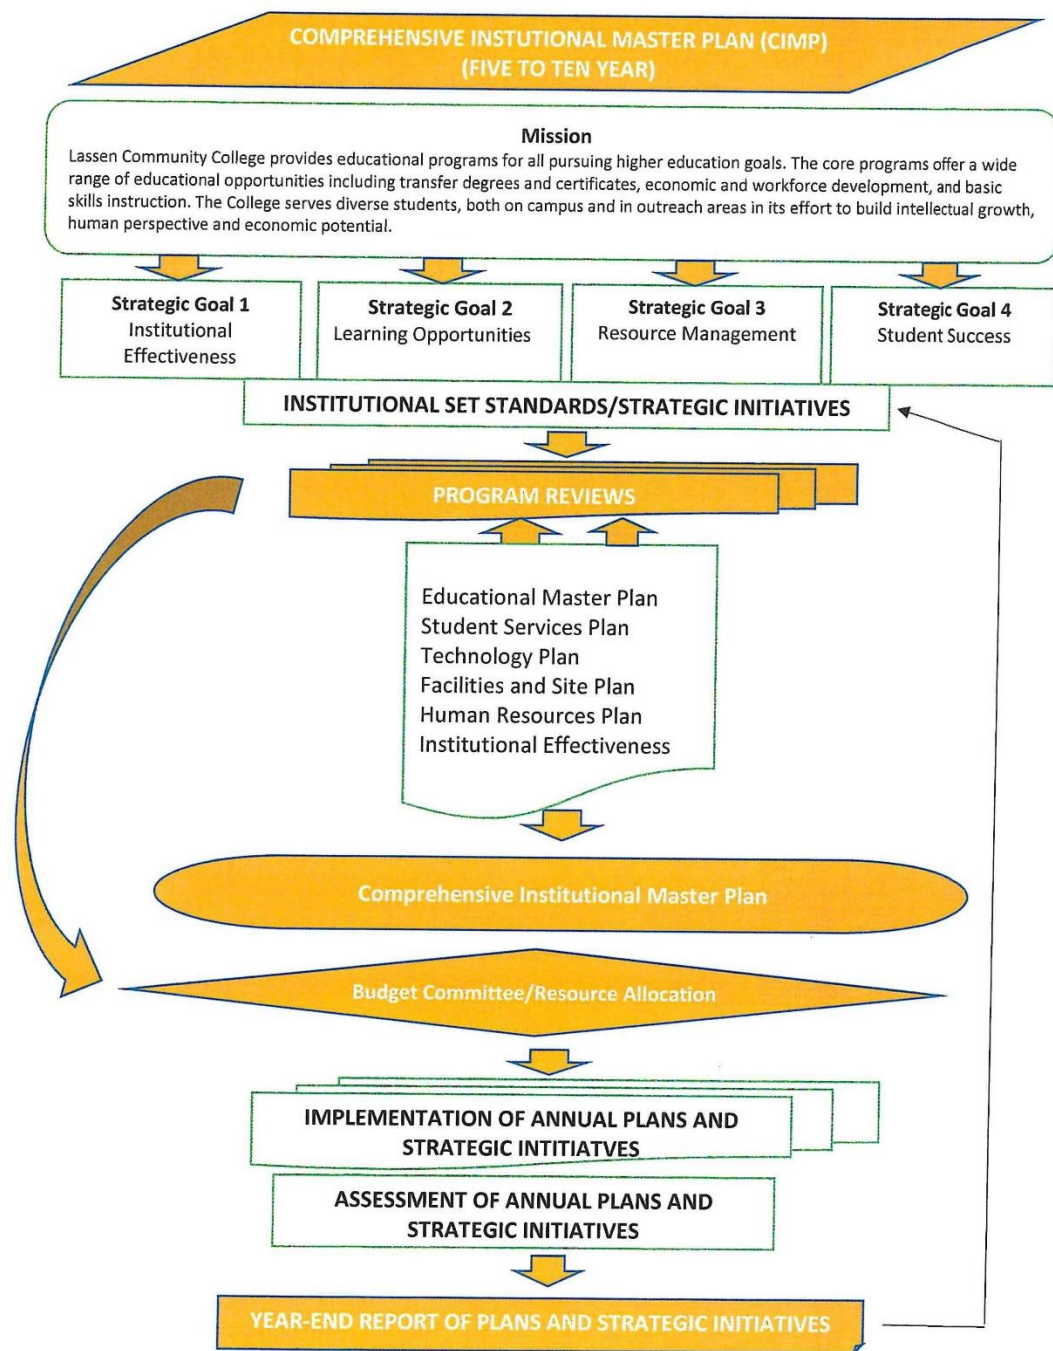 COMPREHENSIVE INSTUTIONAL MASTER PLAN (CIMP)
(FIVE TO TEN YEAR)
Mission
Lassen Community College provides educational programs for all pursuing higher education goals. The core programs offer a wide
range of educational opportunities including transfer degrees and certificates, economic and workforce development, and basic
skills instruction. The College serves diverse students, both on campus and in outreach areas in its effort to build intellectual growth,
human perspective and economic potential.
Strategic Goal 1
Institutional
Effectiveness
Strategic Goal 2
Learning Opportunities
Strategic Goal 3
Resource Management
Strategic Goal 4
Student Success
INSTITUTIONAL SET STANDARDS/STRATEGIC INITIATIVES
PROGRAM REVIEWS
Educational Master Plan
Student Services Plan
Technology Plan
Facilities and Site Plan
Human Resources Plan
Institutional Effectiveness
Comprehensive Institutional Master Plan
Budget Committee/Resource Allocation
IMPLEMENTATION OF ANNUAL PLANS AND
STRATEGIC INTITIATVES
ASSESSMENT OF ANNUAL PLANS AND
STRATEGIC INITIATIVES
YEAR-END REPORT OF PLANS AND STRATEGIC INITIATIVES